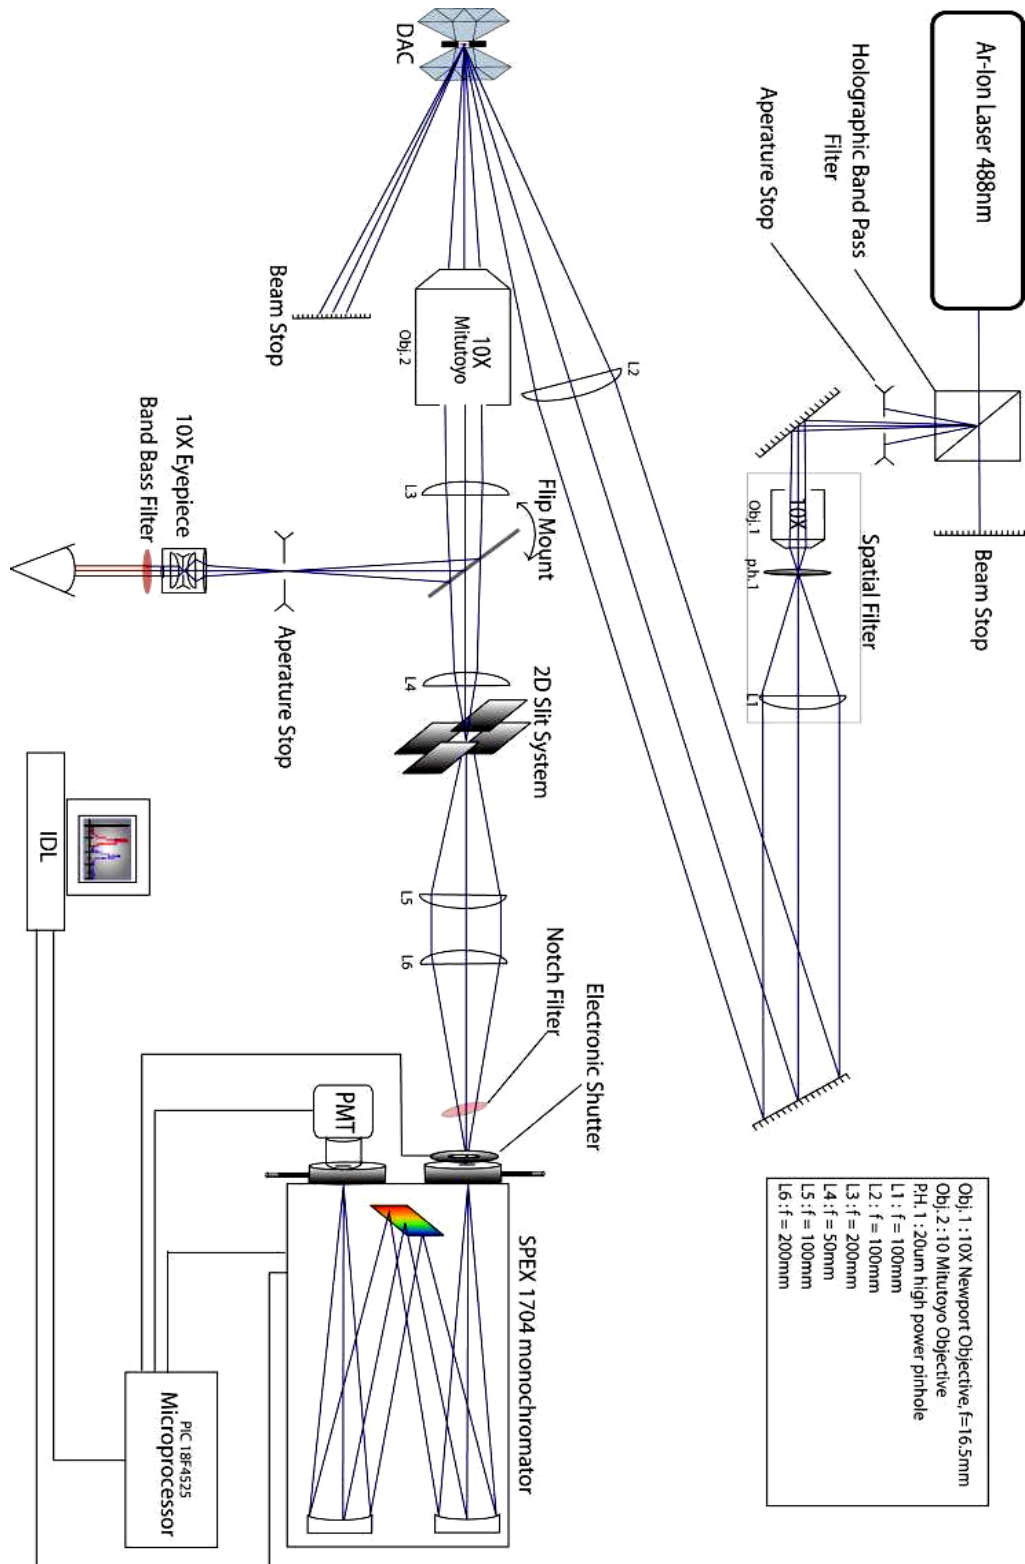 Ar-Ion Laser 488nm
Holographic Band Pass
Filter
Aperature Stop
Beam Stop
Spatial Filter
10X
Obj.1
p.h.1
L1
DAC
Beam Stop
10X
Mitutoyo
Obj.2
L2
L3
Flip Mount
10X Eyepiece
Band Bass Filter
Aperature Stop
L4
2D Slit System
L5
L6
Notch Filter
Electronic Shutter
PMT
SPEX 1704 monochromator
IDL
PIC 18F4525
Microprocessor
Obj. 1 : 10X Newport Objective, f=16.5mm
Obj. 2 : 10 Mitutoyo Objective
P.H. 1 : 20um high power pinhole
L1 : f = 100mm
L2 : f = 100mm
L3 : f = 200mm
L4 : f = 50mm
L5 : f = 100mm
L6 : f = 200mm